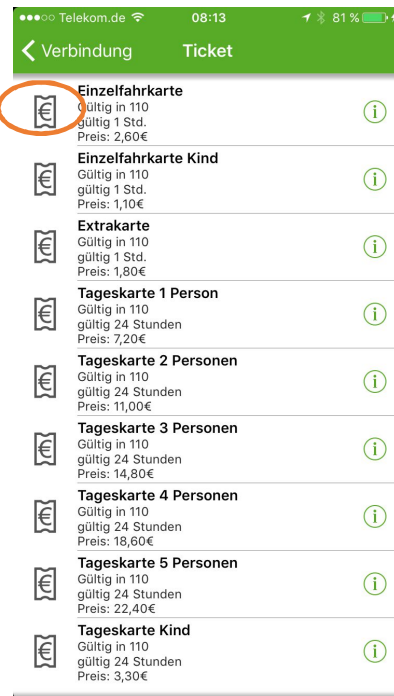 Telekom.de 08:13 81 %
Verbindung Ticket
Einzelfahrkarte
Gültig in 110
gültig 1 Std.
Preis: 2,60€
Einzelfahrkarte Kind
Gültig in 110
gültig 1 Std.
Preis: 1,10€
Extrakarte
Gültig in 110
gültig 1 Std.
Preis: 1,80€
Tageskarte 1 Person
Gültig in 110
gültig 24 Stunden
Preis: 7,20€
Tageskarte 2 Personen
Gültig in 110
gültig 24 Stunden
Preis: 11,00€
Tageskarte 3 Personen
Gültig in 110
gültig 24 Stunden
Preis: 14,80€
Tageskarte 4 Personen
Gültig in 110
gültig 24 Stunden
Preis: 18,60€
Tageskarte 5 Personen
Gültig in 110
gültig 24 Stunden
Preis: 22,40€
Tageskarte Kind
Gültig in 110
gültig 24 Stunden
Preis: 3,30€